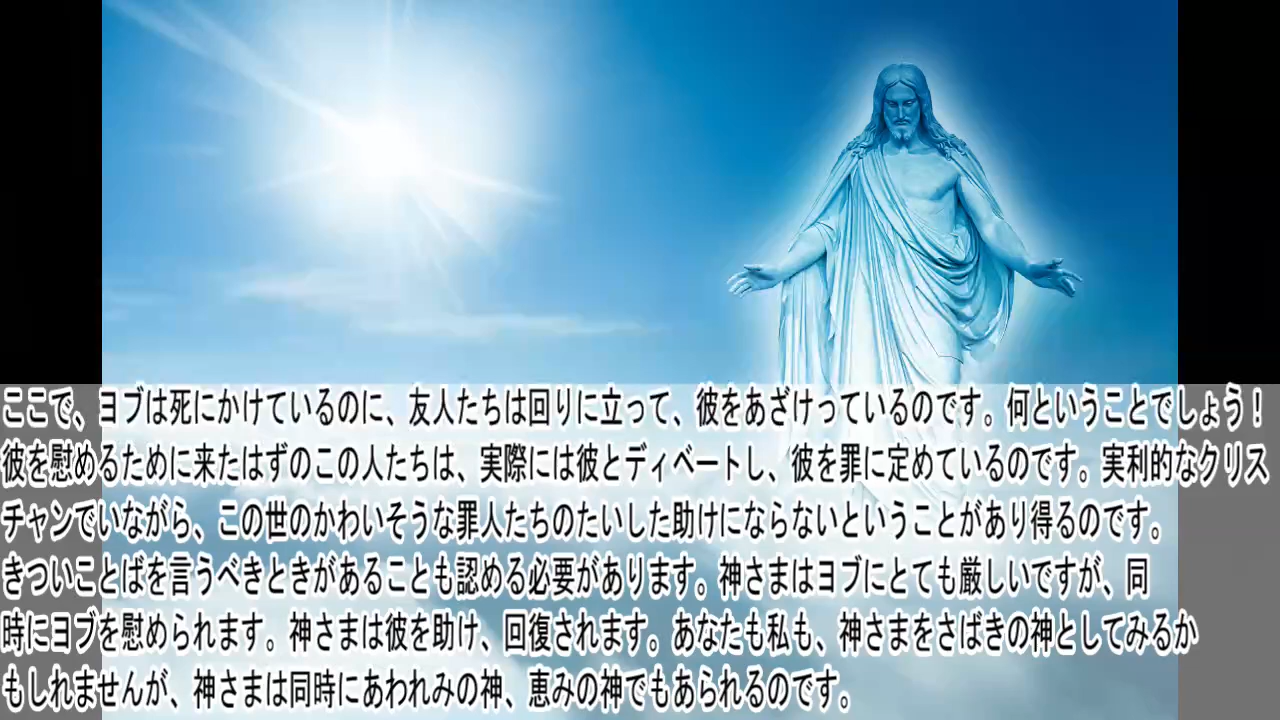 ここで、ヨブは死にかけているのに、友人たちは回りに立って、彼をあざけっているのです。何ということでしょう！
彼を慰めるために来たはずのこの人たちは、実際には彼とディベートし、彼を罪に定めているのです。実利的なクリス
チャンでいながら、この世のかわいそうな罪人たちのたいした助けにならないということがあり得るのです。
きついことばを言うべきときがあることも認める必要があります。神さまはヨブにとても厳しいですが、同
時にヨブを慰められます。神さまは彼を助け、回復されます。あなたも私も、神さまをさばきの神としてみるか
もしれませんが、神さまは同時にあわれみの神、恵みの神でもあられるのです。